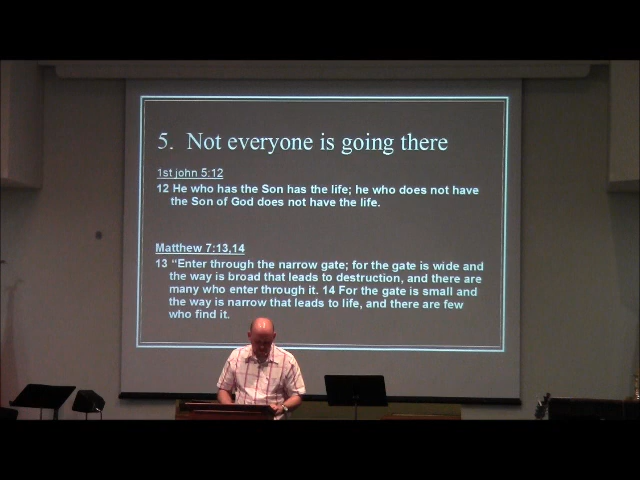 5. Not everyone is going there
1st john 5:12
12 He who has the Son has the life; he who does not have
the Son of God does not have the life.
Matthew 7:13,14
13 “Enter through the narrow gate; for the gate is wide and
the way is broad that leads to destruction, and there are
many who enter through it. 14 For the gate is small and
the way is narrow that leads to life, and there are few
who find it.